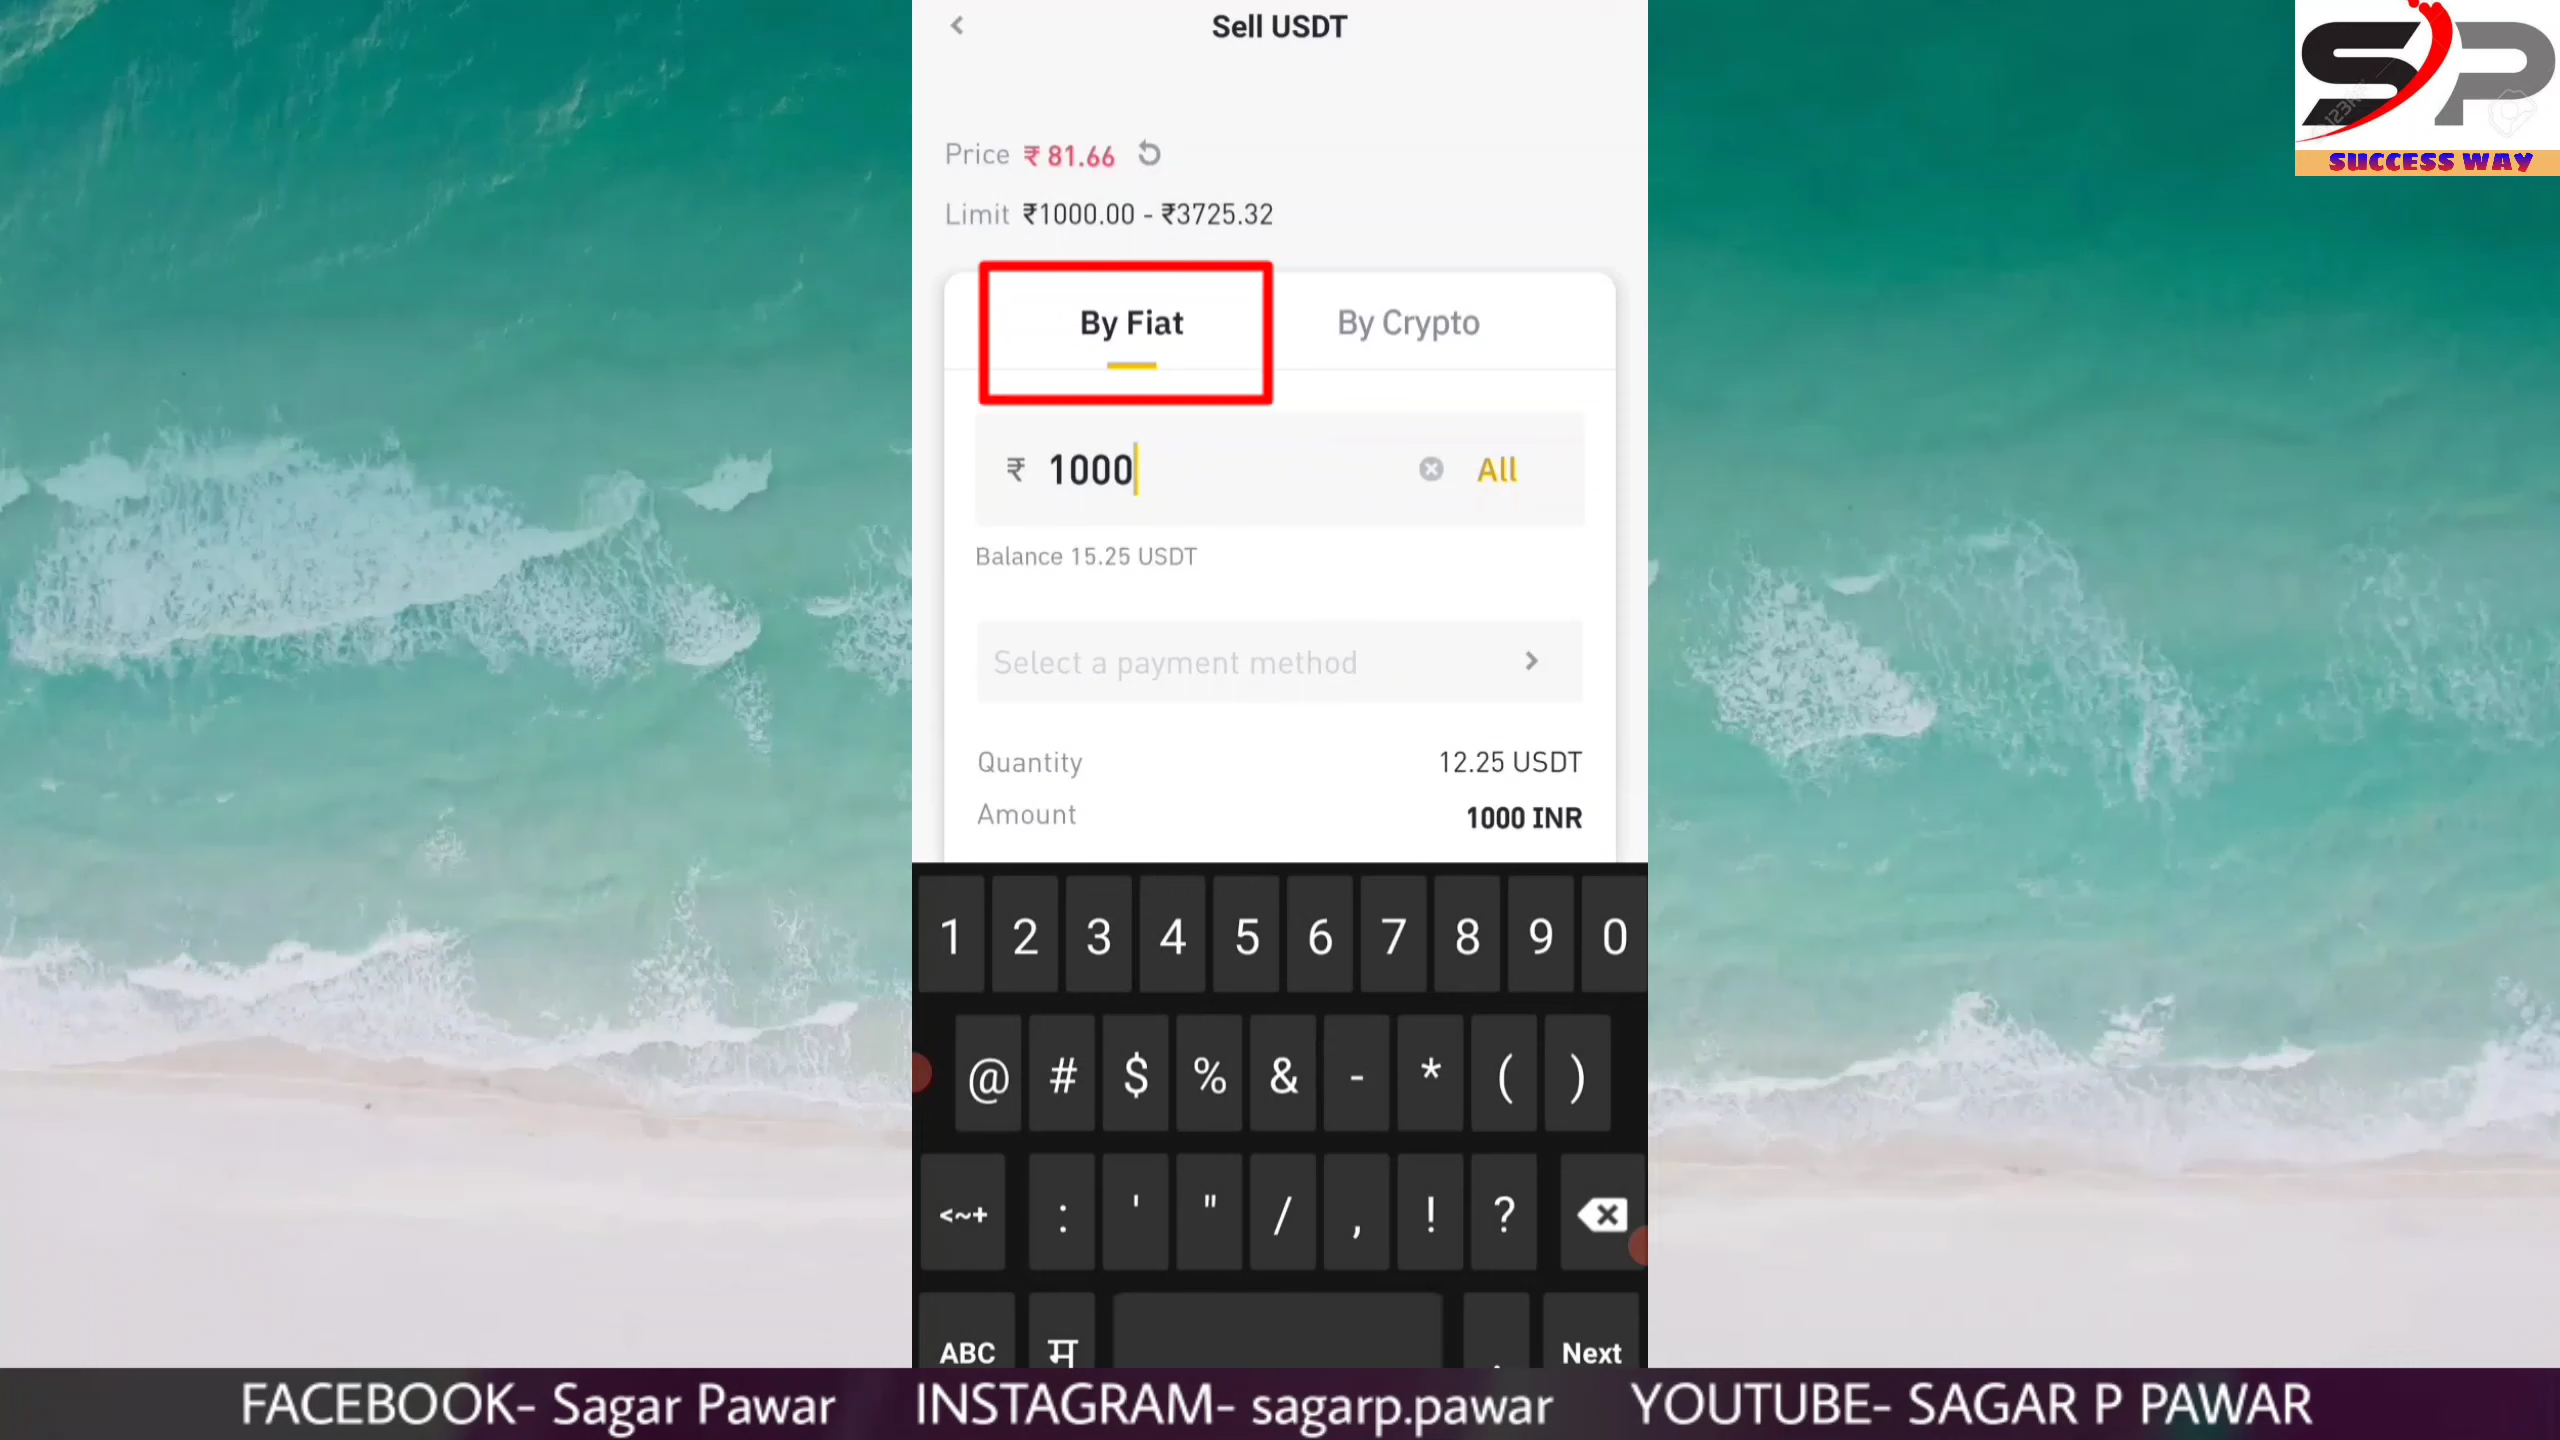 Sell USDT
SP
SUCCESS WAY
Price ₹ 81.66
Limit ₹1000.00 - ₹3725.32
By Fiat By Crypto
₹ 1000 All
Balance 15.25 USDT
Select a payment method
Quantity 12.25 USDT
Amount 1000 INR
1 2 3 4 5 6 7 8 9 0
@ # $ % & - * ( )
<~+ : ' " / , ! ?
ABC म . Next
FACEBOOK- Sagar Pawar INSTAGRAM- sagarp.pawar YOUTUBE- SAGAR P PAWAR